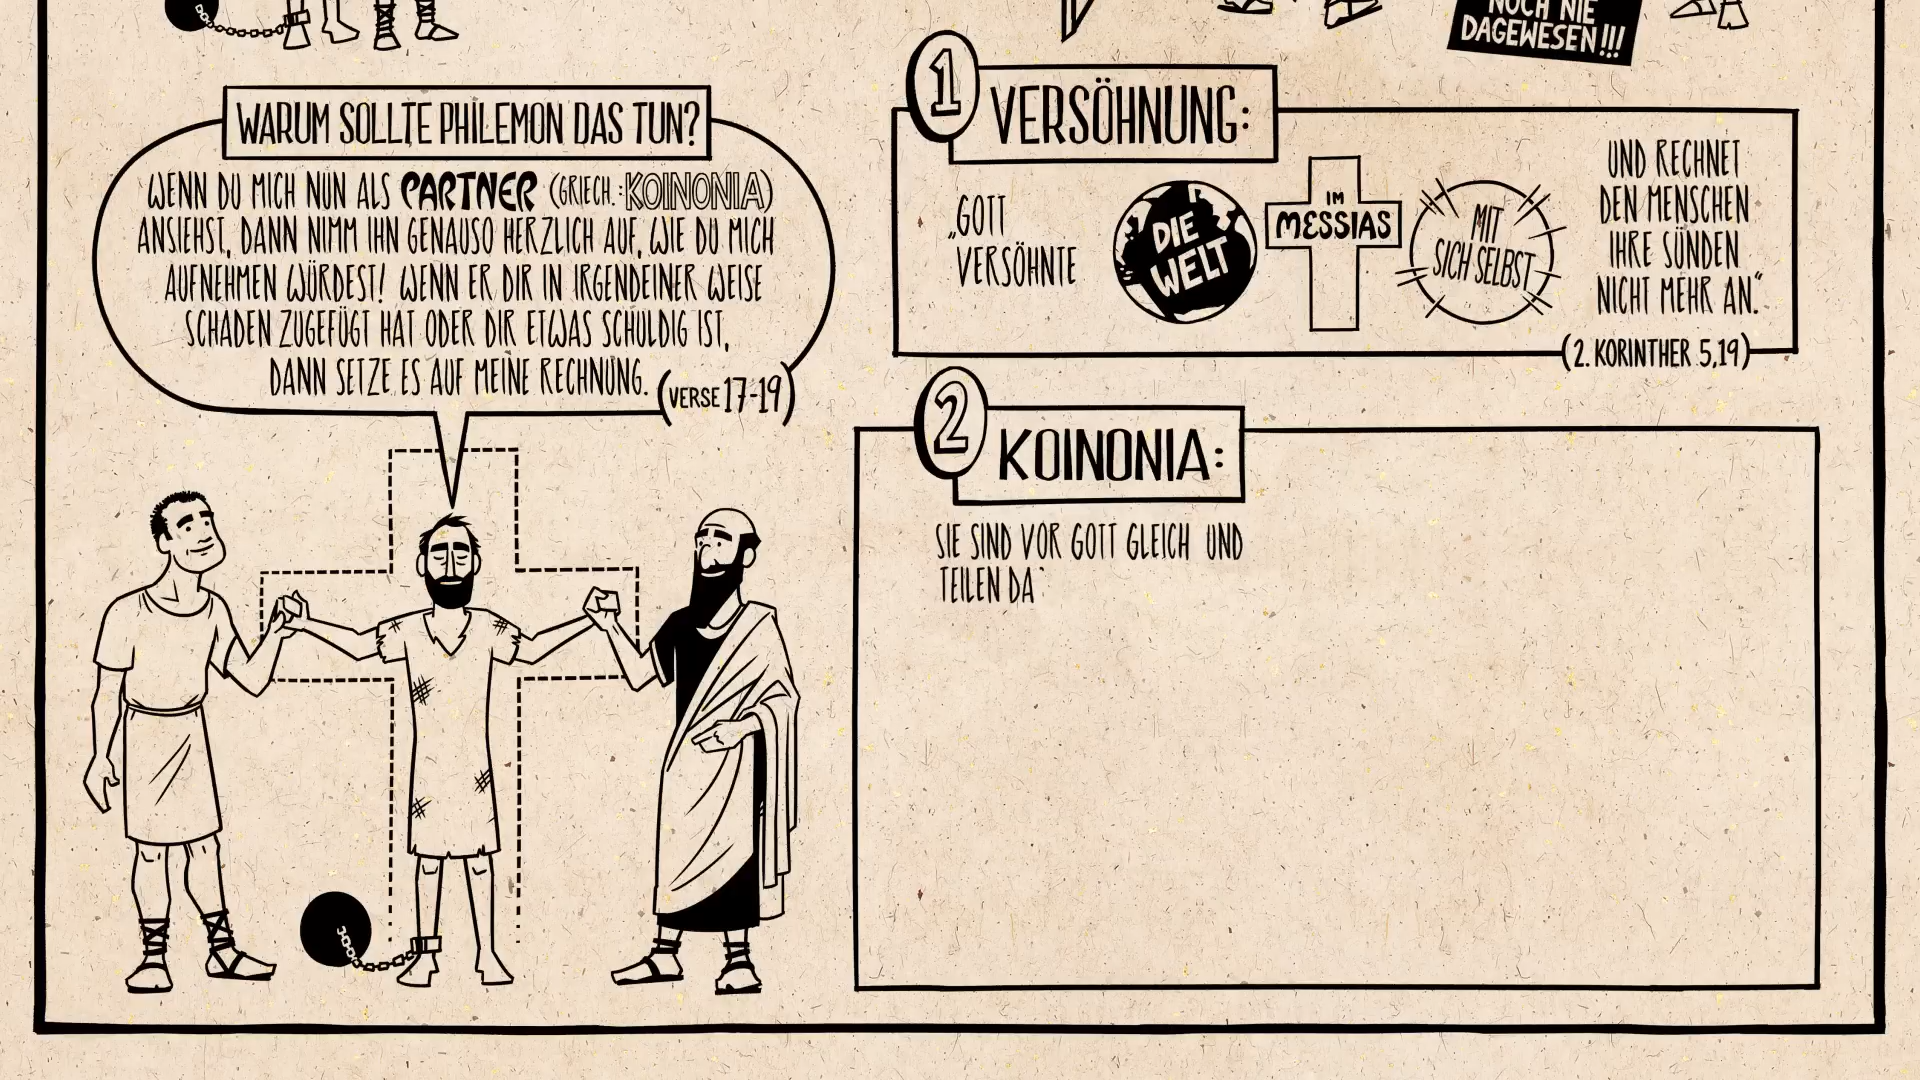 NOCH NIE
DAGEWESEN!!!
WARUM SOLLTE PHILEMON DAS TUN?
WENN DU MICH NUN ALS PARTNER (GRIECH.: KOINONIA)
ANSIEHST, DANN NIMM IHN GENAUSO HERZLICH AUF, WIE DU MICH
AUFNEHMEN WÜRDEST! WENN ER DIR IN IRGENDEINER WEISE
SCHADEN ZUGEFÜGT HAT ODER DIR ETWAS SCHULDIG IST,
DANN SETZE ES AUF MEINE RECHNUNG.
(VERSE 17-19)
1 VERSÖHNUNG:
„GOTT
VERSÖHNTE
DIE
WELT
IM
MESSIAS
MIT
SICH SELBST
UND RECHNET
DEN MENSCHEN
IHRE SÜNDEN
NICHT MEHR AN.“
(2. KORINTHER 5,19)
2 KOINONIA:
SIE SIND VOR GOTT GLEICH UND
TEILEN DA